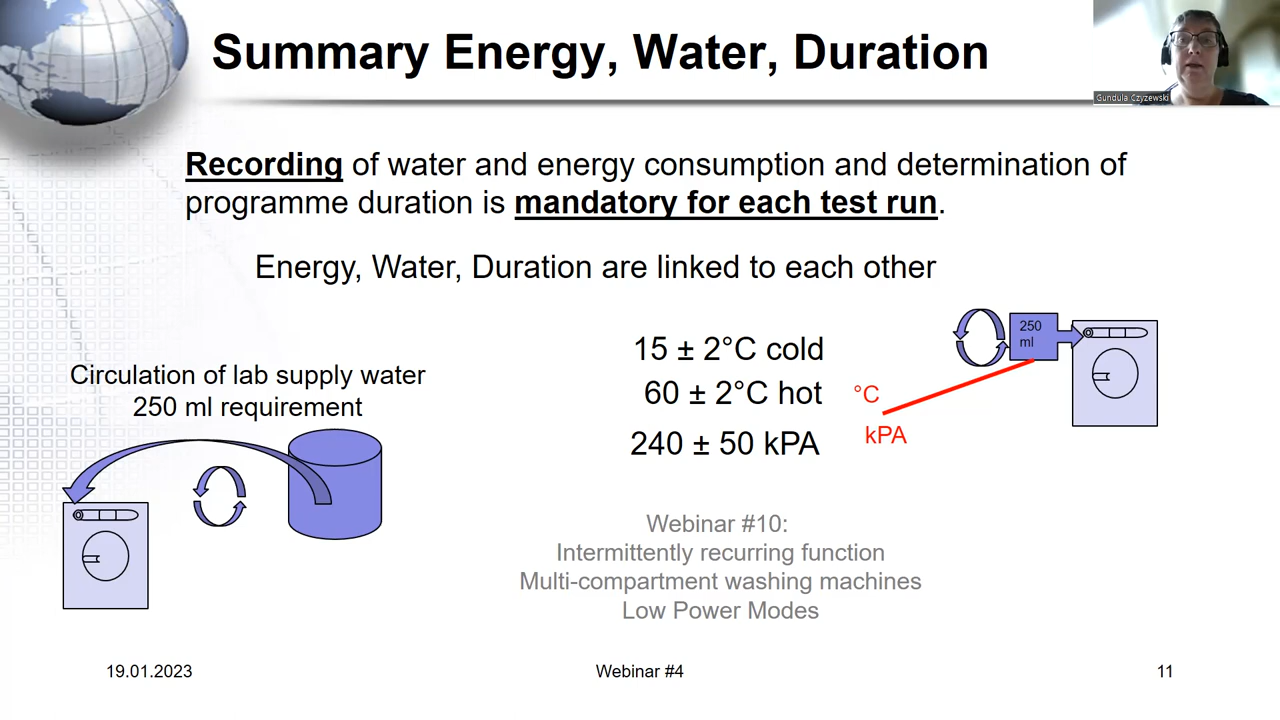 Summary Energy, Water, Duration
Gundula Czyzewski
Recording of water and energy consumption and determination of
programme duration is mandatory for each test run.
Energy, Water, Duration are linked to each other
250
ml
15 ± 2°C cold
60 ± 2°C hot
°C
240 ± 50 kPA
kPA
Circulation of lab supply water
250 ml requirement
Webinar #10:
Intermittently recurring function
Multi-compartment washing machines
Low Power Modes
19.01.2023
Webinar #4
11